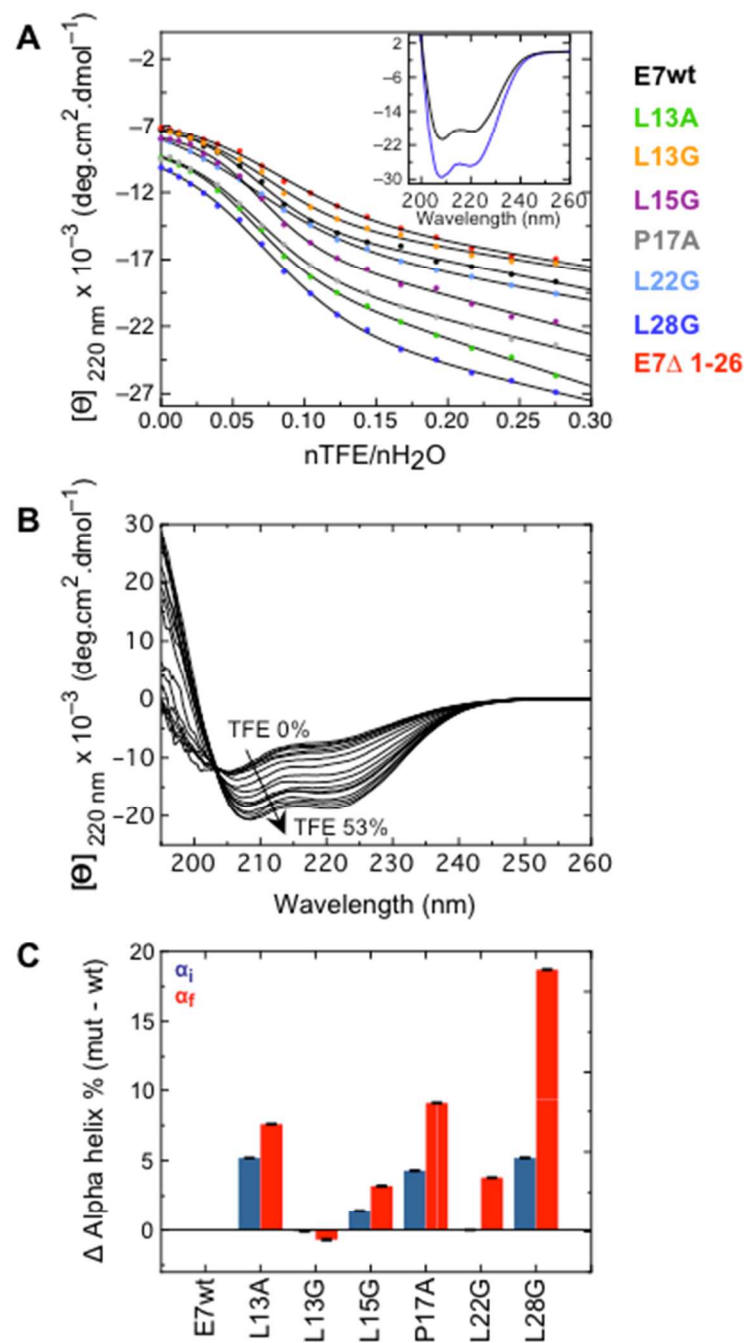 A
[Θ] 220 nm x 10−3 (deg.cm2.dmol−1)
−2
−7
−12
−17
−22
−27
0.00 0.05 0.10 0.15 0.20 0.25 0.30
nTFE/nH2O
2
−6
−14
−22
−30
200 220 240 260
Wavelength (nm)
E7wt
L13A
L13G
L15G
P17A
L22G
L28G
E7Δ 1-26
B
[Θ] 220 nm x 10−3 (deg.cm2.dmol−1)
30
20
10
0
-10
-20
TFE 0%
TFE 53%
200 210 220 230 240 250 260
Wavelength (nm)
C
Δ Alpha helix % (mut - wt)
20
15
10
5
0
αi
αf
E7wt
L13A
L13G
L15G
P17A
L22G
L28G